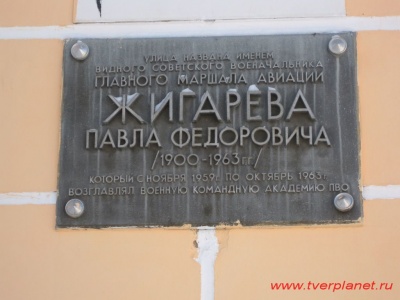 УЛИЦА НАЗВАНА ИМЕНЕМ
ВИДНОГО СОВЕТСКОГО ВОЕНАЧАЛЬНИКА
ГЛАВНОГО МАРШАЛА АВИАЦИИ
ЖИГАРЕВА
ПАВЛА ФЕДОРОВИЧА
/1900-1963 г.г/
КОТОРЫЙ С НОЯБРЯ 1959г. ПО ОКТЯБРЬ 1963г.
ВОЗГЛАВЛЯЛ ВОЕННУЮ КОМАНДНУЮ АКАДЕМИЮ ПВО
www.tverplanet.ru